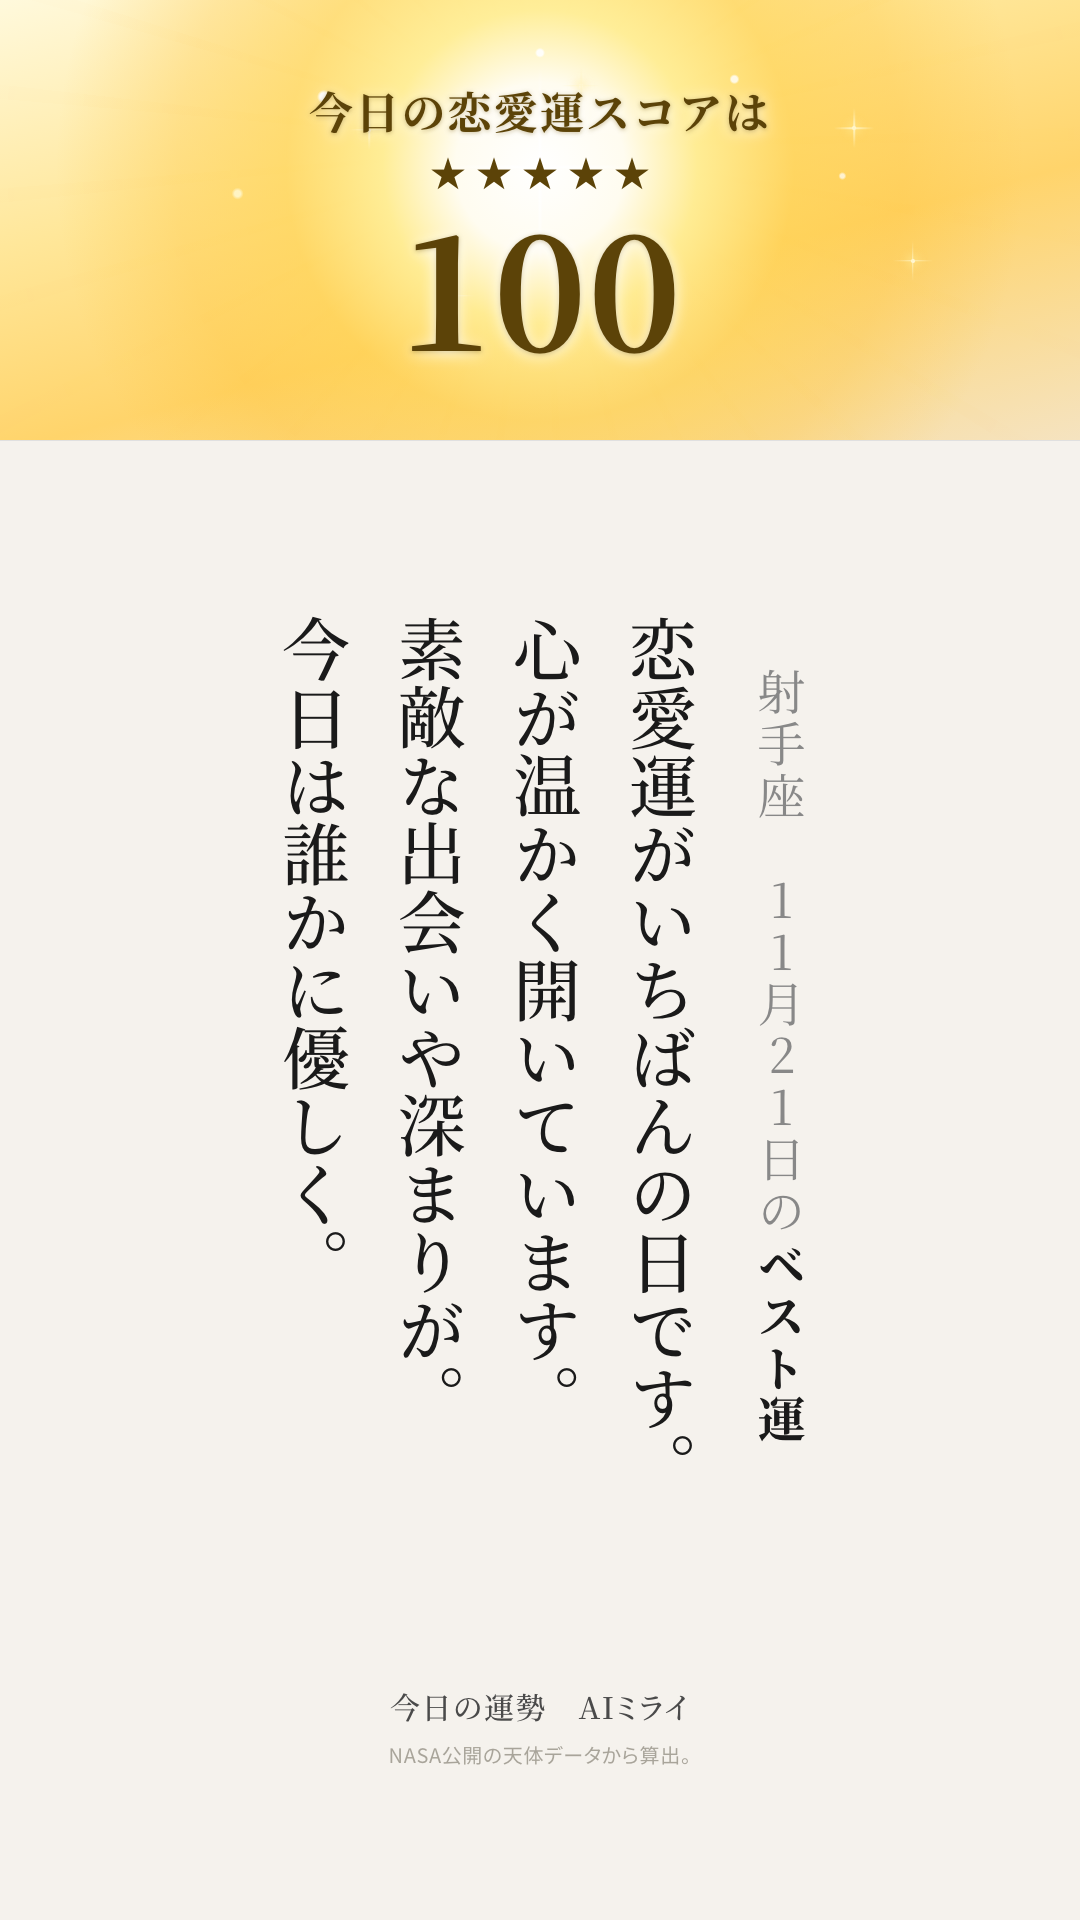 今日の恋愛運スコアは
★★★★★
100
射手座　11月21日のベスト運
恋愛運がいちばんの日です。
心が温かく開いています。
素敵な出会いや深まりが。
今日は誰かに優しく。
今日の運勢　AIミライ
NASA公開の天体データから算出。